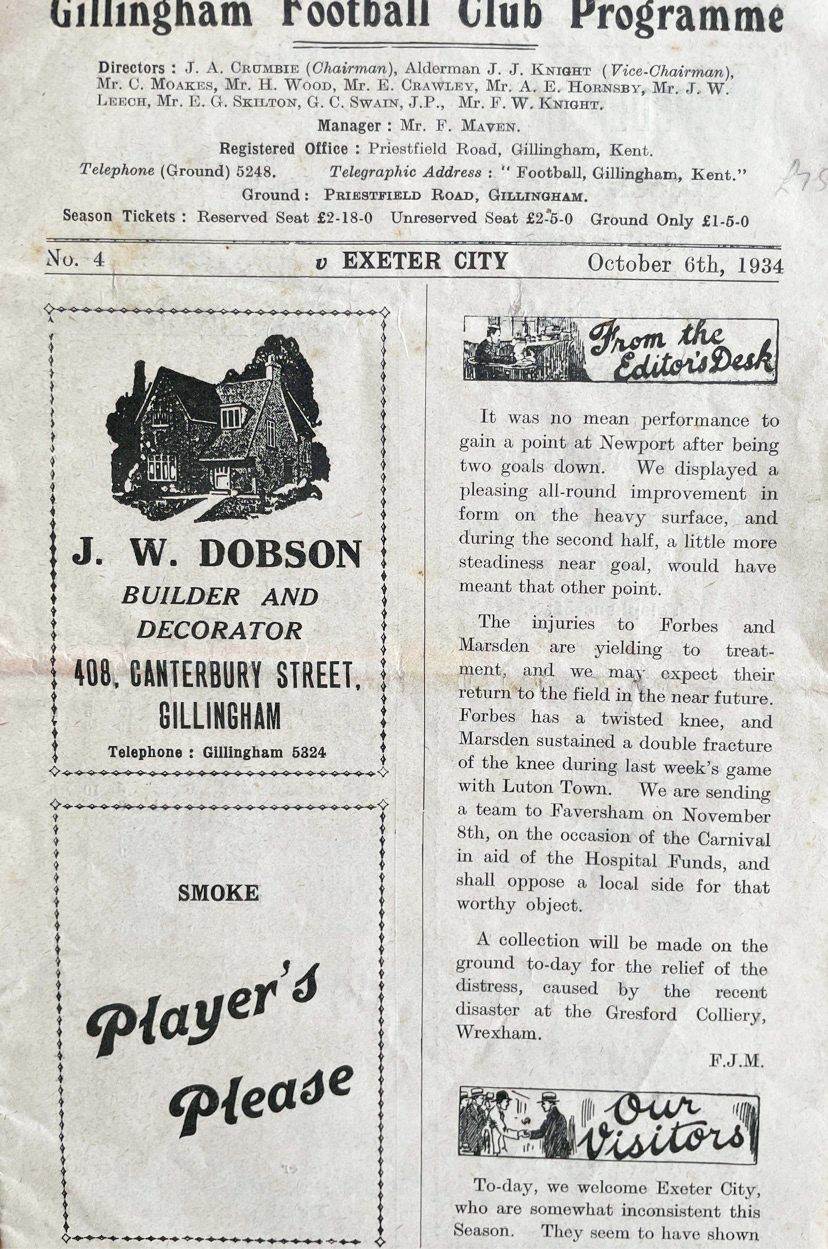 Gillingham Football Club Programme
Directors : J. A. CRUMBIE (Chairman), Alderman J. J. KNIGHT (Vice-Chairman),
Mr. C. MOAKES, Mr. H. WOOD, Mr. E. CRAWLEY, Mr. A. E. HORNSBY, Mr. J. W.
LEECH, Mr. E. G. SKILTON, G. C. SWAIN, J.P., Mr. F. W. KNIGHT.
Manager : Mr. F. MAVEN.
Registered Office : Priestfield Road, Gillingham, Kent.
Telephone (Ground) 5248. Telegraphic Address : " Football, Gillingham, Kent."
Ground : PRIESTFIELD ROAD, GILLINGHAM.
Season Tickets : Reserved Seat £2-18-0 Unreserved Seat £2-5-0 Ground Only £1-5-0
No. 4 v EXETER CITY October 6th, 1934
J. W. DOBSON
BUILDER AND
DECORATOR
408, CANTERBURY STREET,
GILLINGHAM
Telephone : Gillingham 5324
SMOKE
Player's
Please
From the
Editor's Desk
It was no mean performance to
gain a point at Newport after being
two goals down. We displayed a
pleasing all-round improvement in
form on the heavy surface, and
during the second half, a little more
steadiness near goal, would have
meant that other point.
The injuries to Forbes and
Marsden are yielding to treat-
ment, and we may expect their
return to the field in the near future.
Forbes has a twisted knee, and
Marsden sustained a double fracture
of the knee during last week's game
with Luton Town. We are sending
a team to Faversham on November
8th, on the occasion of the Carnival
in aid of the Hospital Funds, and
shall oppose a local side for that
worthy object.
A collection will be made on the
ground to-day for the relief of the
distress, caused by the recent
disaster at the Gresford Colliery,
Wrexham.
F.J.M.
Our
Visitors
To-day, we welcome Exeter City,
who are somewhat inconsistent this
Season. They seem to have shown